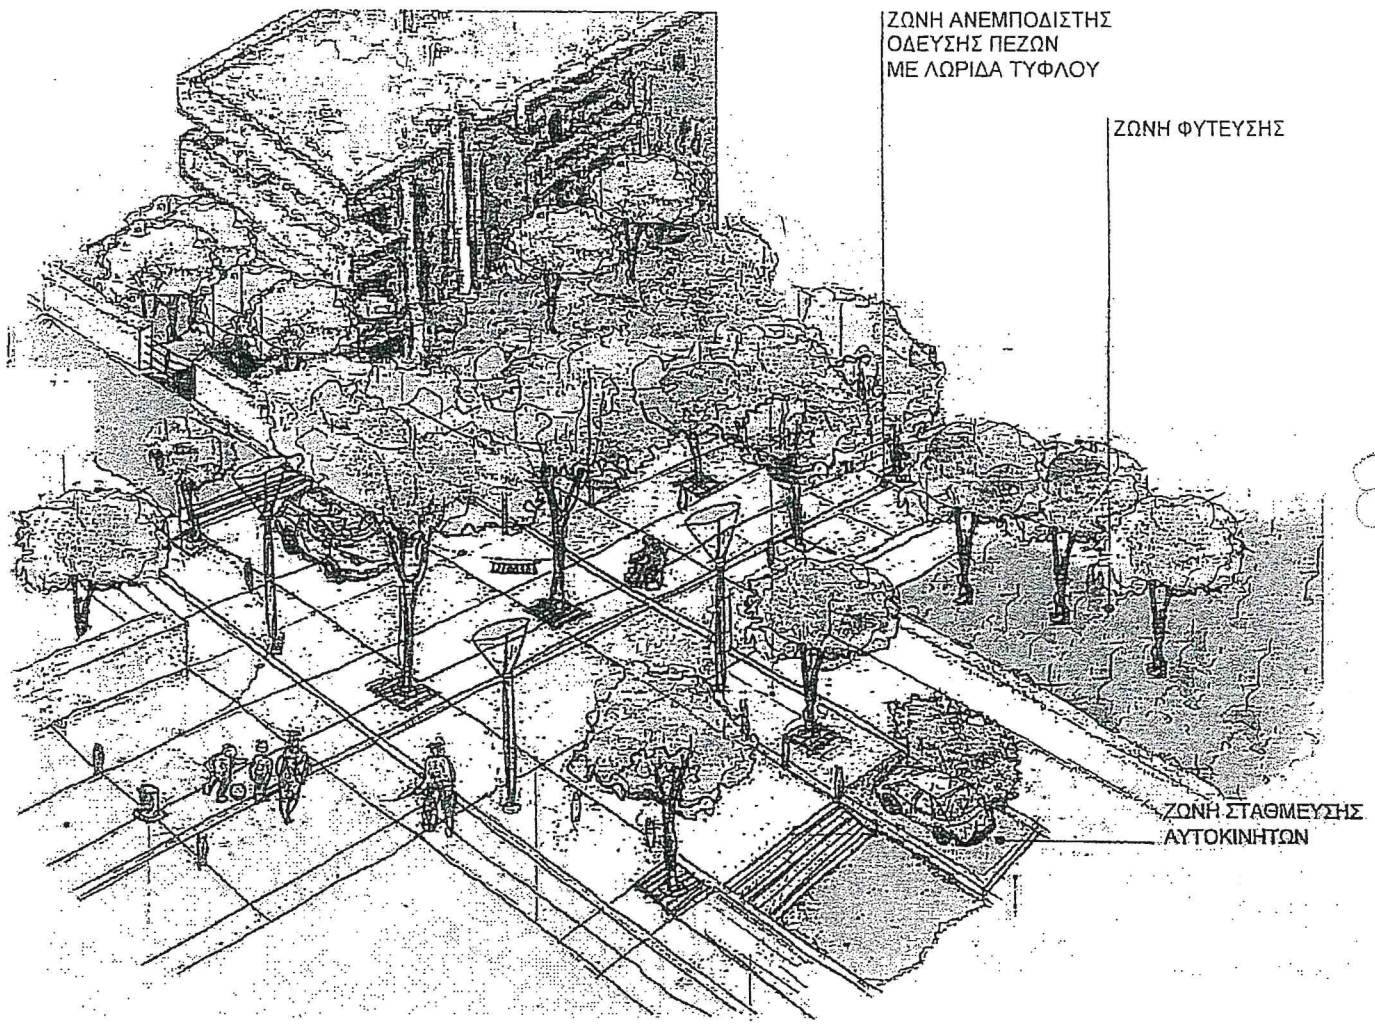 ΖΩΝΗ ΑΝΕΜΠΟΔΙΣΤΗΣ
ΟΔΕΥΣΗΣ ΠΕΖΩΝ
ΜΕ ΛΩΡΙΔΑ ΤΥΦΛΟΥ
ΖΩΝΗ ΦΥΤΕΥΣΗΣ
ΖΩΝΗ ΣΤΑΘΜΕΥΣΗΣ
ΑΥΤΟΚΙΝΗΤΩΝ